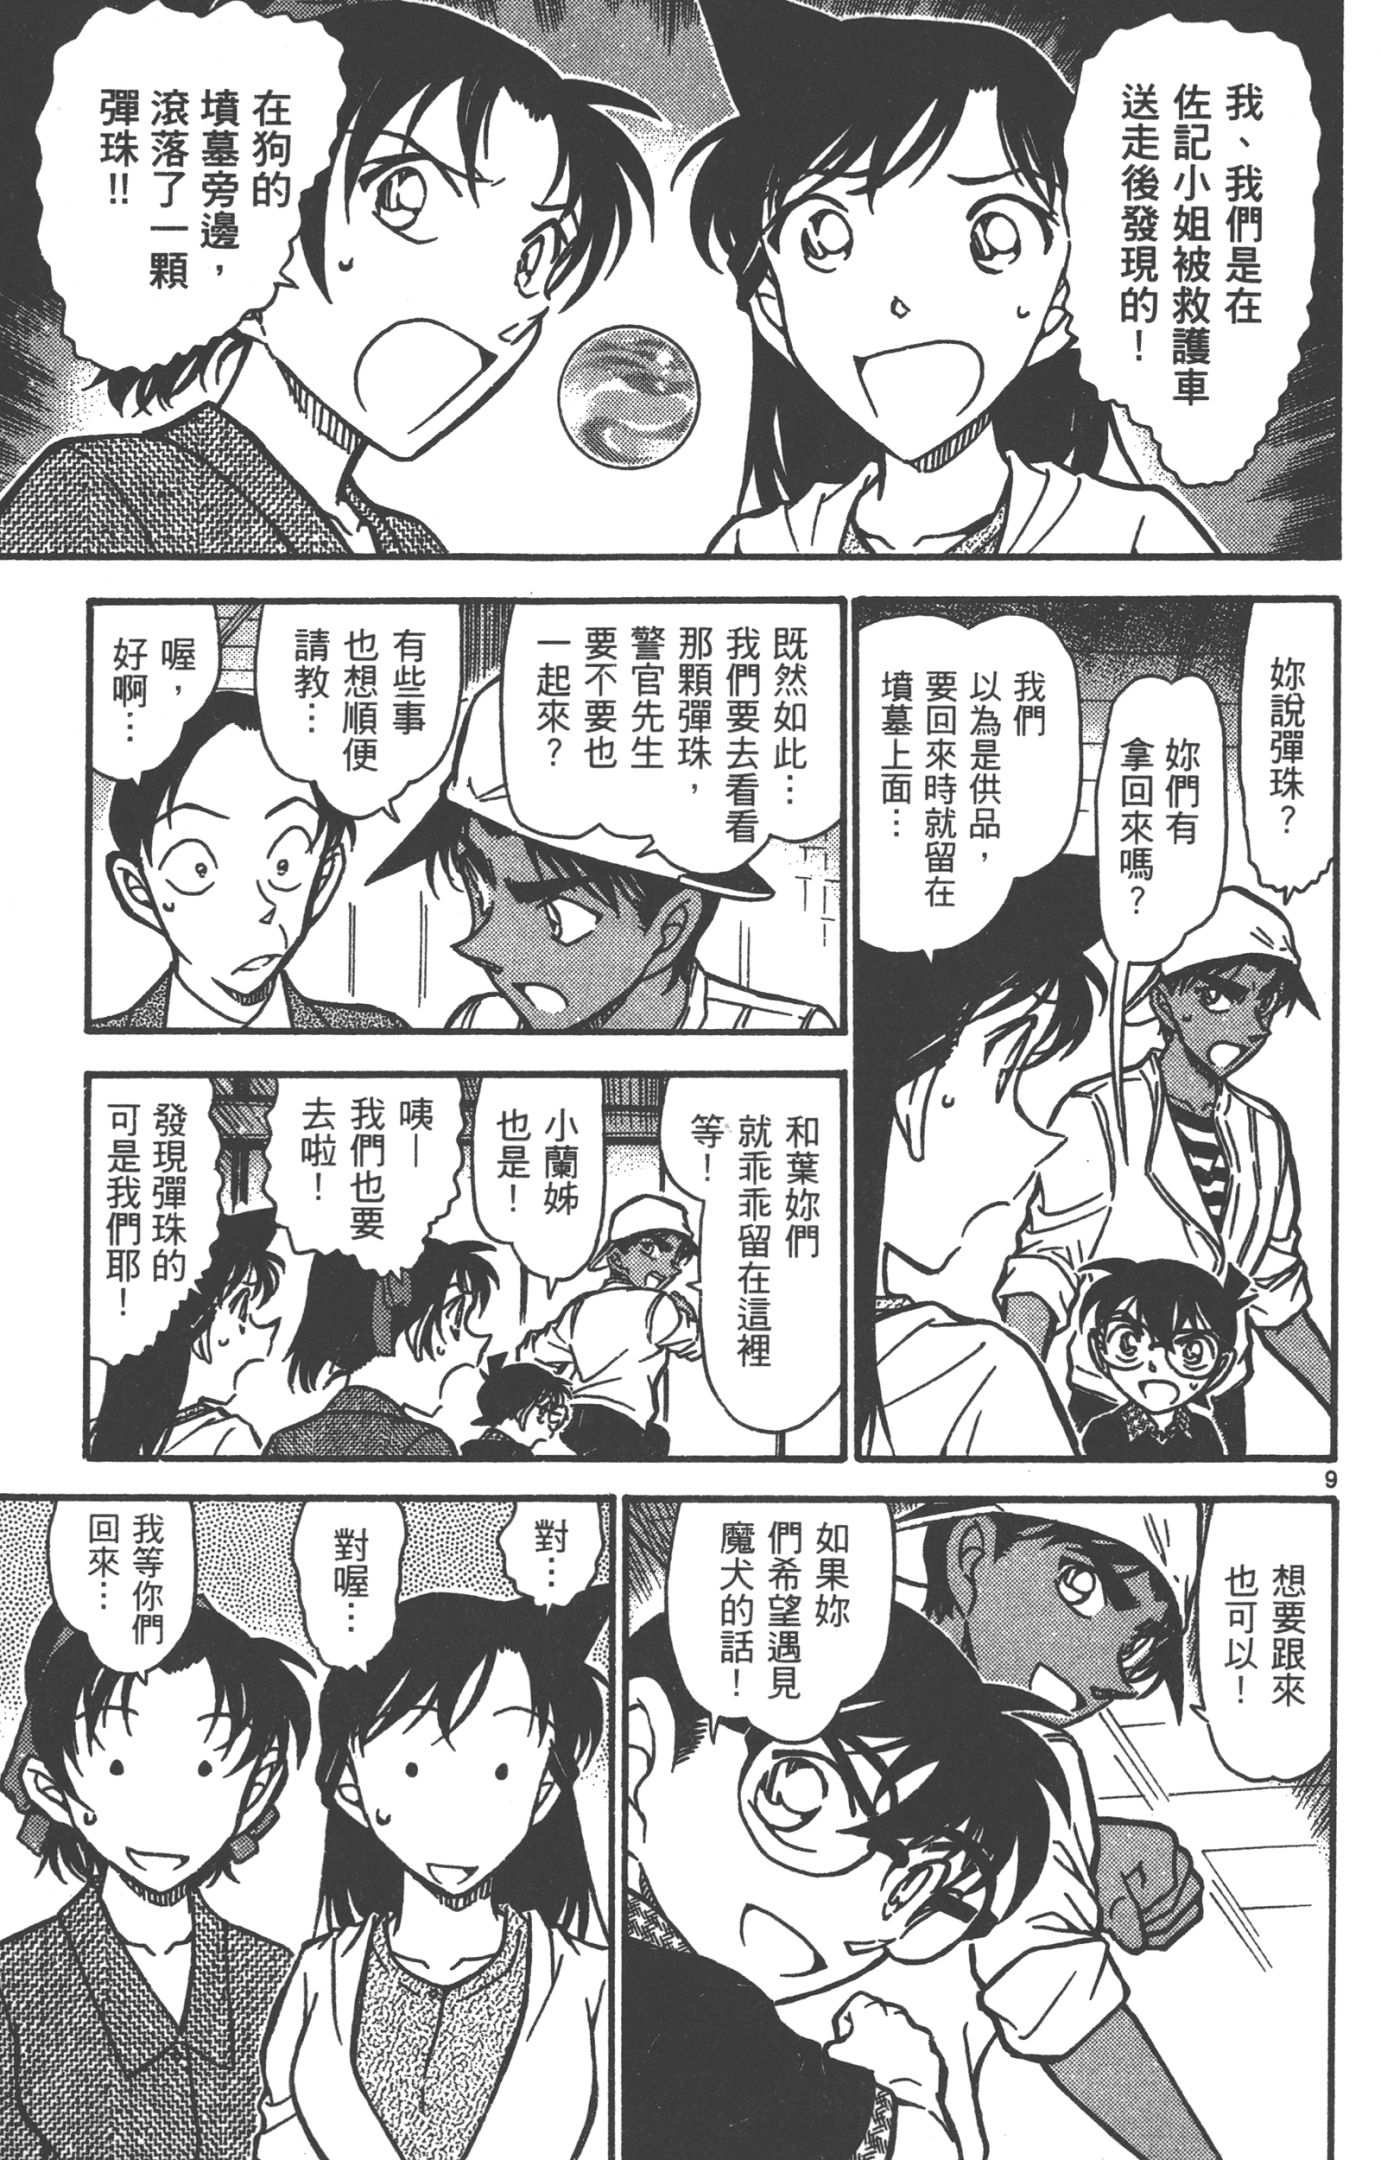 我、我們是在
佐記小姐被救護車
送走後發現的！
在狗的
墳墓旁邊，
滾落了一顆
彈珠!!
妳說彈珠？
妳們有
拿回來嗎？
我們
以為是供品，
要回來時就留在
墳墓上面…
既然如此…
我們要去看看
那顆彈珠，
警官先生
要不要也
一起來？
有些事
也想順便
請教…
喔，
好啊…
和葉妳們
就乖乖留在這裡
等！
小蘭姊
也是！
咦—
我們也要
去啦！
發現彈珠的
可是我們耶！
9
想要跟來
也可以！
如果妳
們希望遇見
魔犬的話！
對…
對喔…
我等你們
回來…